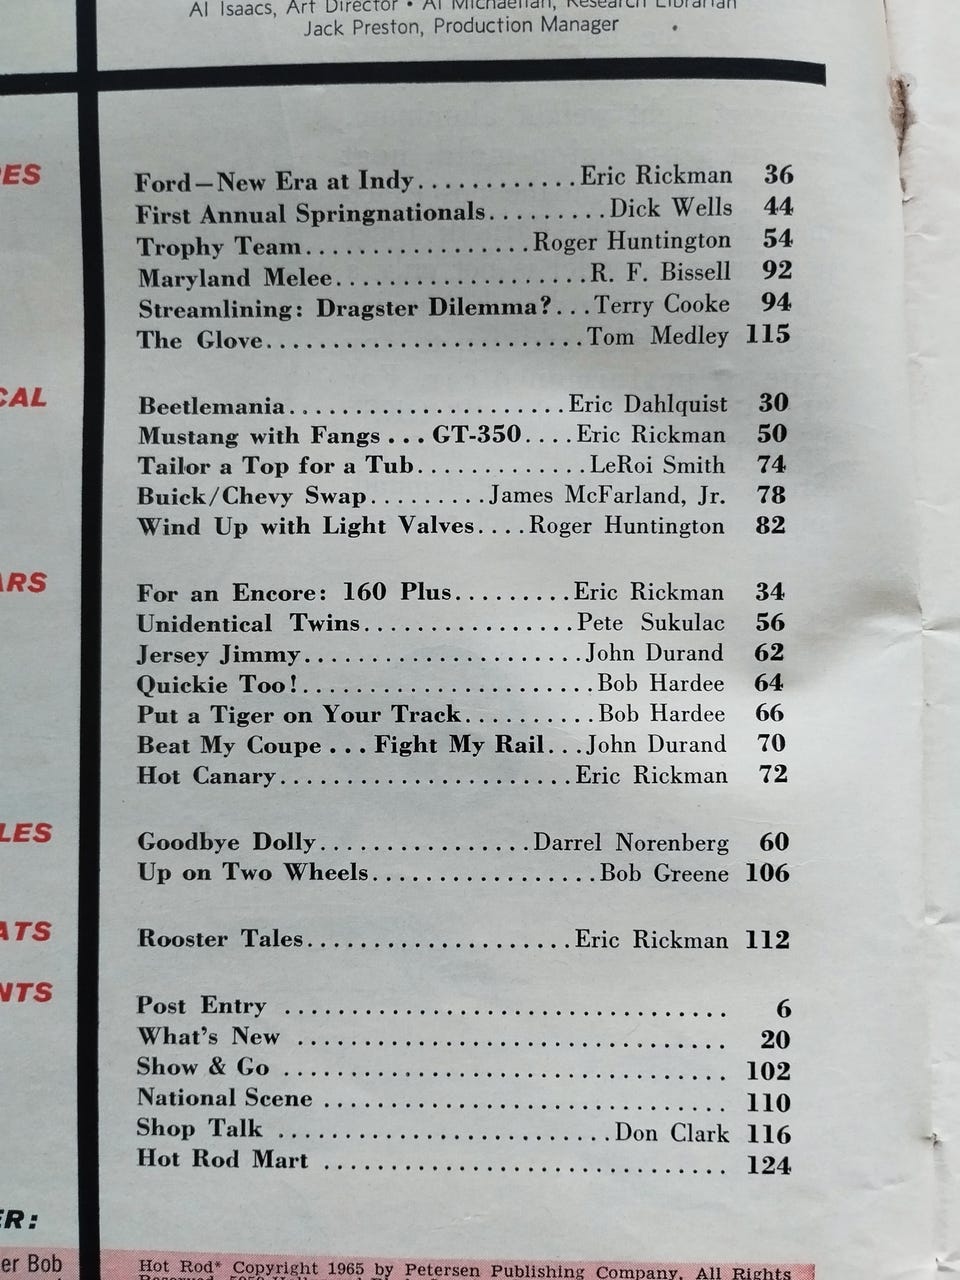 Al Isaacs, Art Director • Al Michaelian, Research Librarian
Jack Preston, Production Manager
ES
Ford—New Era at Indy............Eric Rickman 36
First Annual Springnationals.........Dick Wells 44
Trophy Team.................Roger Huntington 54
Maryland Melee...................R. F. Bissell 92
Streamlining: Dragster Dilemma?...Terry Cooke 94
The Glove........................Tom Medley 115
CAL
Beetlemania.....................Eric Dahlquist 30
Mustang with Fangs ... GT-350....Eric Rickman 50
Tailor a Top for a Tub.............LeRoi Smith 74
Buick/Chevy Swap.........James McFarland, Jr. 78
Wind Up with Light Valves....Roger Huntington 82
ARS
For an Encore: 160 Plus.........Eric Rickman 34
Unidentical Twins................Pete Sukulac 56
Jersey Jimmy.....................John Durand 62
Quickie Too!......................Bob Hardee 64
Put a Tiger on Your Track..........Bob Hardee 66
Beat My Coupe ... Fight My Rail...John Durand 70
Hot Canary......................Eric Rickman 72
LES
Goodbye Dolly................Darrel Norenberg 60
Up on Two Wheels.................Bob Greene 106
ATS
Rooster Tales....................Eric Rickman 112
NTS
Post Entry ................................. 6
What's New ................................ 20
Show & Go ................................. 102
National Scene .............................. 110
Shop Talk .........................Don Clark 116
Hot Rod Mart .............................. 124
ER:
er Bob
Hot Rod* Copyright 1965 by Petersen Publishing Company, All Rights